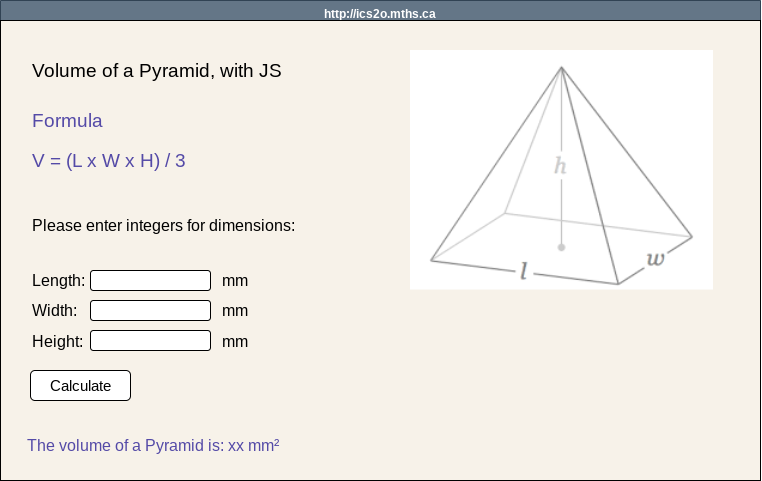 http://ics2o.mths.ca
Volume of a Pyramid, with JS
Formula
V = (L x W x H) / 3
h
l
w
Please enter integers for dimensions:
Length: mm
Width: mm
Height: mm
Calculate
The volume of a Pyramid is: xx mm²